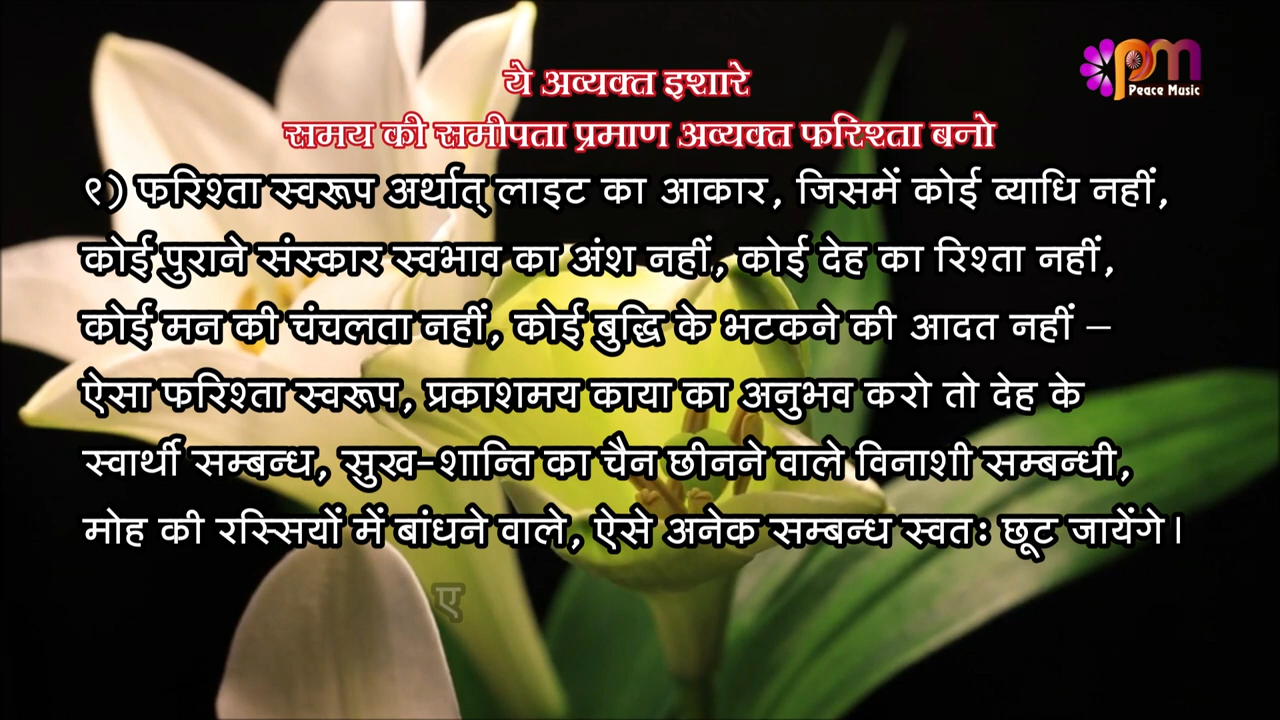 ये अव्यक्त इशारे
समय की समीपता प्रमाण अव्यक्त फरिश्ता बनो
१) फरिश्ता स्वरूप अर्थात् लाइट का आकार, जिसमें कोई व्याधि नहीं,
कोई पुराने संस्कार स्वभाव का अंश नहीं, कोई देह का रिश्ता नहीं,
कोई मन की चंचलता नहीं, कोई बुद्धि के भटकने की आदत नहीं –
ऐसा फरिश्ता स्वरूप, प्रकाशमय काया का अनुभव करो तो देह के
स्वार्थी सम्बन्ध, सुख-शान्ति का चैन छीनने वाले विनाशी सम्बन्धी,
मोह की रस्सियों में बांधने वाले, ऐसे अनेक सम्बन्ध स्वतः छूट जायेंगे।
ए
pm
Peace Music